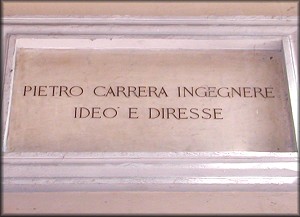 PIETRO CARRERA INGEGNERE
IDEO' E DIRESSE